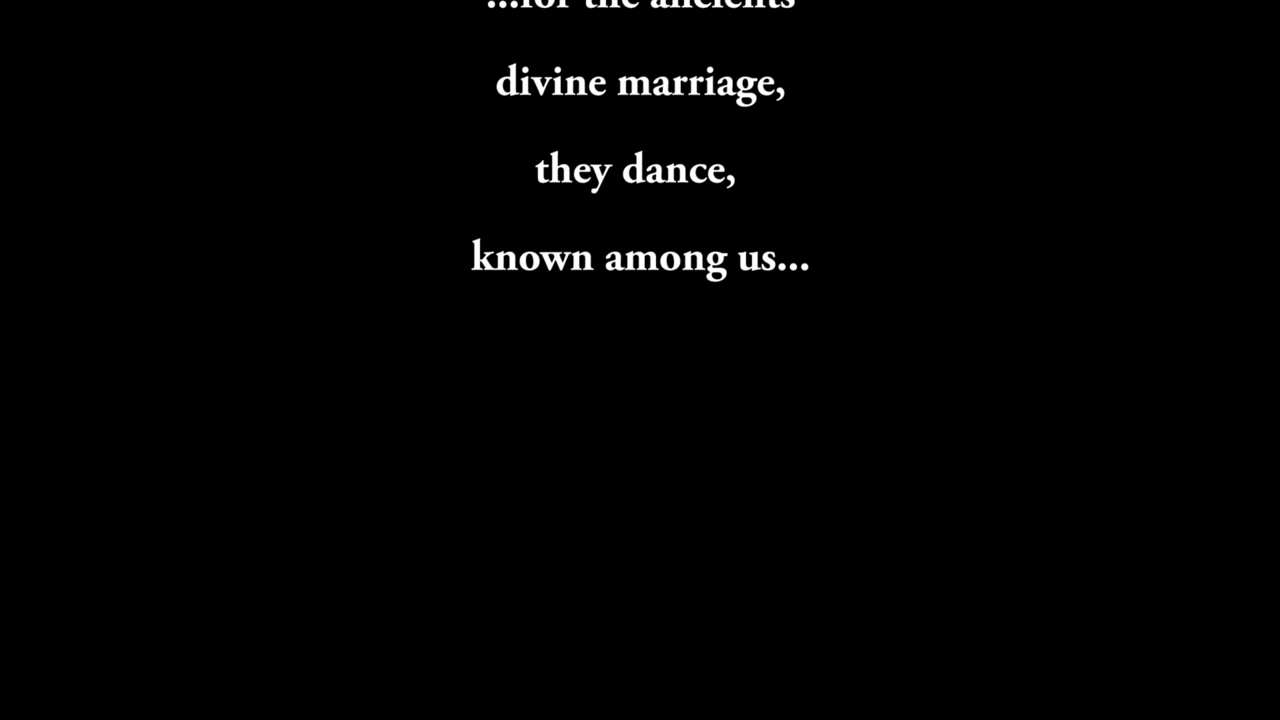 ...for the ancients
divine marriage,
they dance,
known among us...